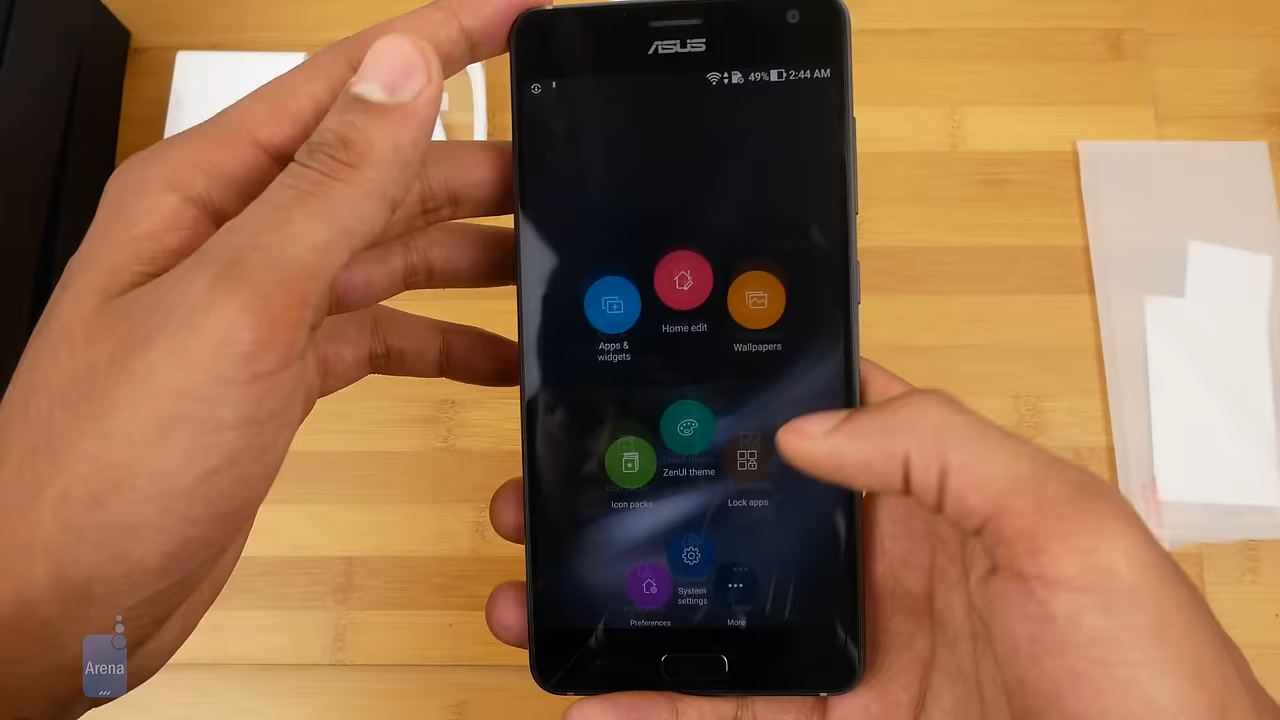 ASUS
49% 2:44 AM
Home edit
Apps &
widgets
Wallpapers
ZenUI theme
Icon packs
Lock apps
System
settings
Preferences
More
Arena